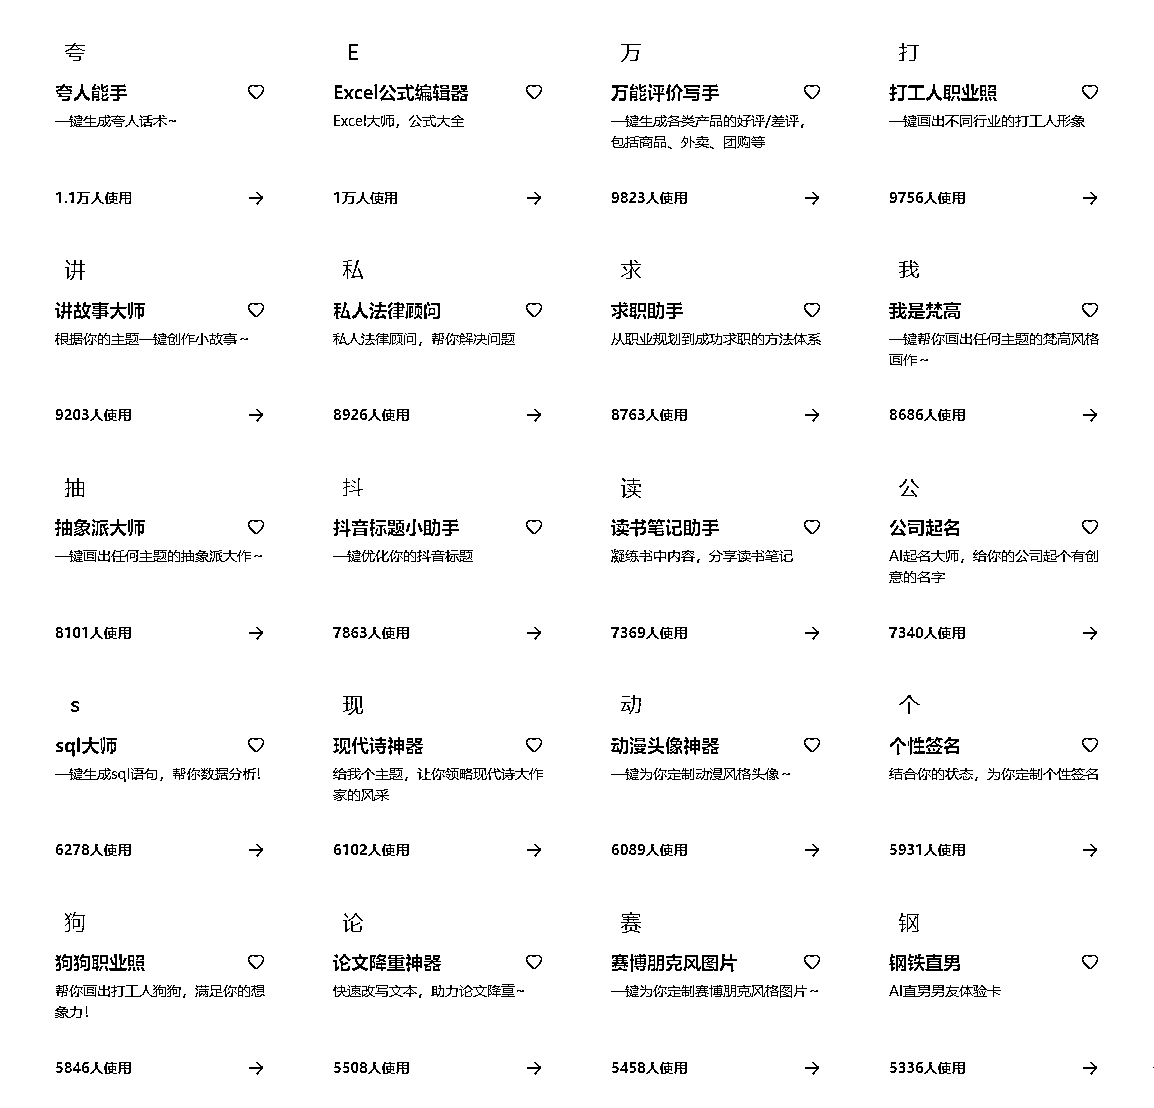 夸
夸人能手
一键生成夸人话术~
1.1万人使用
E
Excel公式编辑器
Excel大师，公式大全
1万人使用
万
万能评价写手
一键生成各类产品的好评/差评，
包括商品、外卖、团购等
9823人使用
打
打工人职业照
一键画出不同行业的打工人形象
9756人使用
讲
讲故事大师
根据你的主题一键创作小故事~
9203人使用
私
私人法律顾问
私人法律顾问，帮你解决问题
8926人使用
求
求职助手
从职业规划到成功求职的方法体系
8763人使用
我
我是梵高
一键帮你画出任何主题的梵高风格
画作~
8686人使用
抽
抽象派大师
一键画出任何主题的抽象派大作~
8101人使用
抖
抖音标题小助手
一键优化你的抖音标题
7863人使用
读
读书笔记助手
凝练书中内容，分享读书笔记
7369人使用
公
公司起名
AI起名大师，给你的公司起个有创
意的名字
7340人使用
s
sql大师
一键生成sql语句，帮你数据分析!
6278人使用
现
现代诗神器
给我个主题，让你领略现代诗大作
家的风采
6102人使用
动
动漫头像神器
一键为你定制动漫风格头像~
6089人使用
个
个性签名
结合你的状态，为你定制个性签名
5931人使用
狗
狗狗职业照
帮你画出打工人狗狗，满足你的想
象力！
5846人使用
论
论文降重神器
快速改写文本，助力论文降重~
5508人使用
赛
赛博朋克风图片
一键为你定制赛博朋克风格图片~
5458人使用
钢
钢铁直男
AI直男男友体验卡
5336人使用